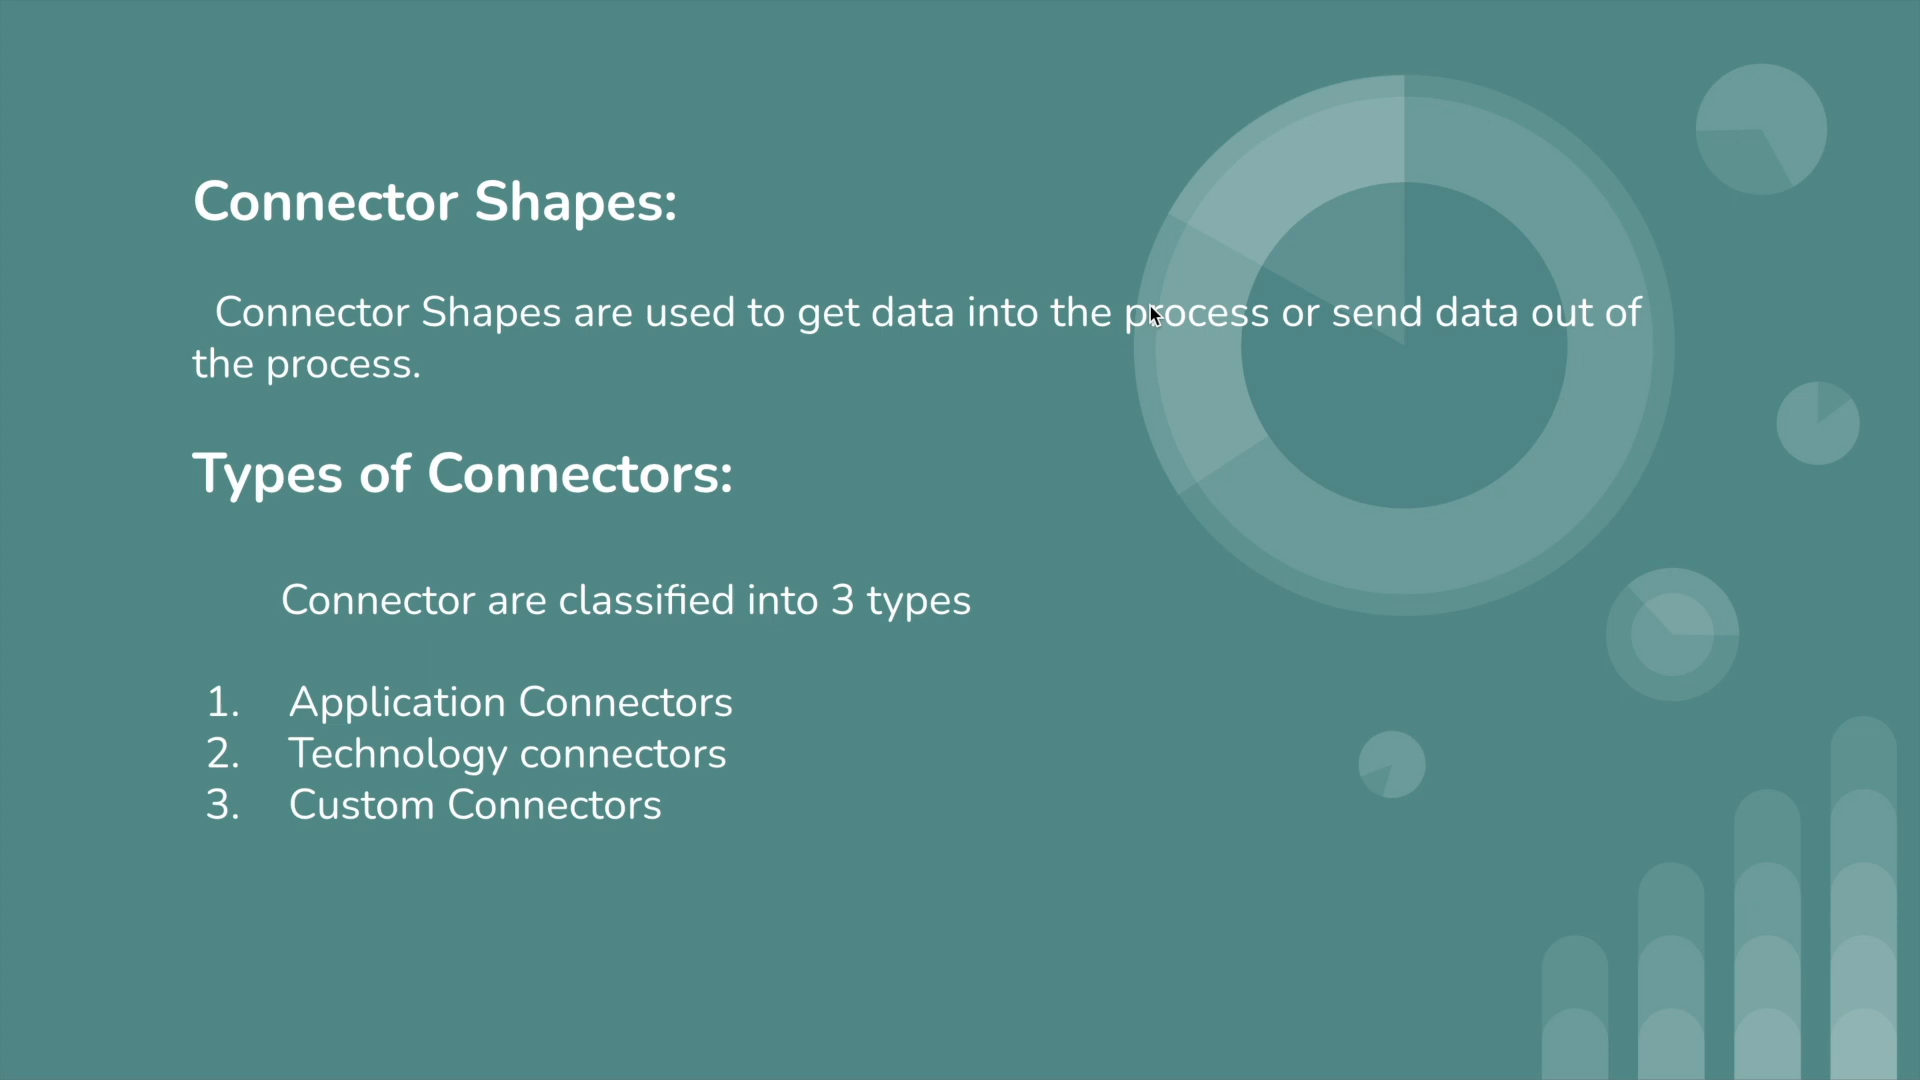 Connector Shapes:
Connector Shapes are used to get data into the process or send data out of
the process.
Types of Connectors:
Connector are classified into 3 types
1. Application Connectors
2. Technology connectors
3. Custom Connectors